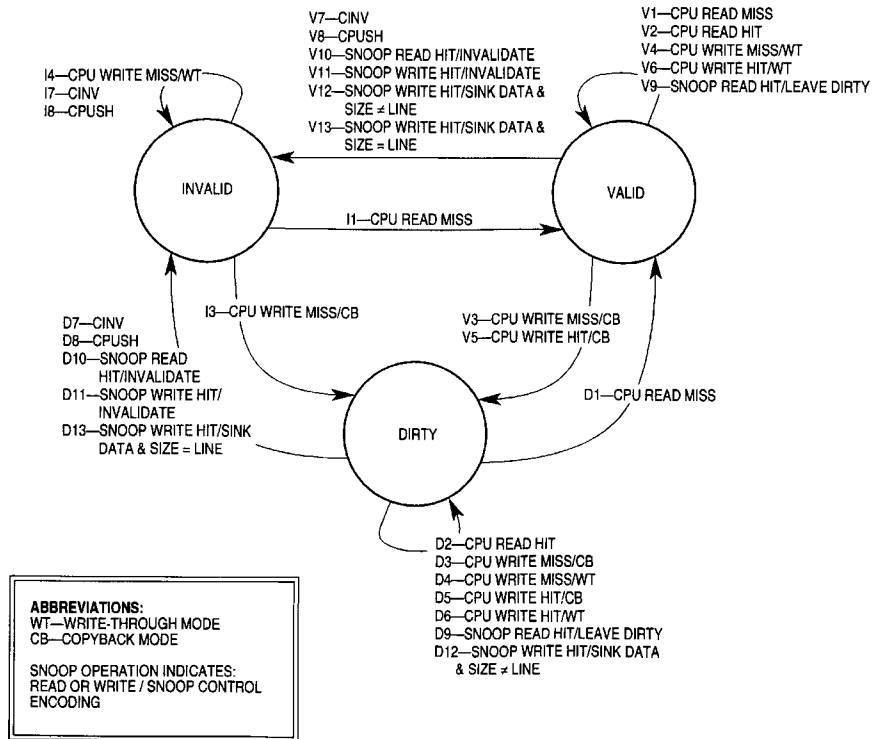 V7—CINV
V8—CPUSH
V10—SNOOP READ HIT/INVALIDATE
V11—SNOOP WRITE HIT/INVALIDATE
V12—SNOOP WRITE HIT/SINK DATA &
SIZE ≠ LINE
V13—SNOOP WRITE HIT/SINK DATA &
SIZE = LINE
V1—CPU READ MISS
V2—CPU READ HIT
V4—CPU WRITE MISS/WT
V6—CPU WRITE HIT/WT
V9—SNOOP READ HIT/LEAVE DIRTY
I4—CPU WRITE MISS/WT
I7—CINV
I8—CPUSH
INVALID
VALID
I1—CPU READ MISS
I3—CPU WRITE MISS/CB
V3—CPU WRITE MISS/CB
V5—CPU WRITE HIT/CB
D7—CINV
D8—CPUSH
D10—SNOOP READ
HIT/INVALIDATE
D11—SNOOP WRITE HIT/
INVALIDATE
D13—SNOOP WRITE HIT/SINK
DATA & SIZE = LINE
D1—CPU READ MISS
DIRTY
D2—CPU READ HIT
D3—CPU WRITE MISS/CB
D4—CPU WRITE MISS/WT
D5—CPU WRITE HIT/CB
D6—CPU WRITE HIT/WT
D9—SNOOP READ HIT/LEAVE DIRTY
D12—SNOOP WRITE HIT/SINK DATA
& SIZE ≠ LINE
ABBREVIATIONS:
WT—WRITE-THROUGH MODE
CB—COPYBACK MODE
SNOOP OPERATION INDICATES:
READ OR WRITE / SNOOP CONTROL
ENCODING